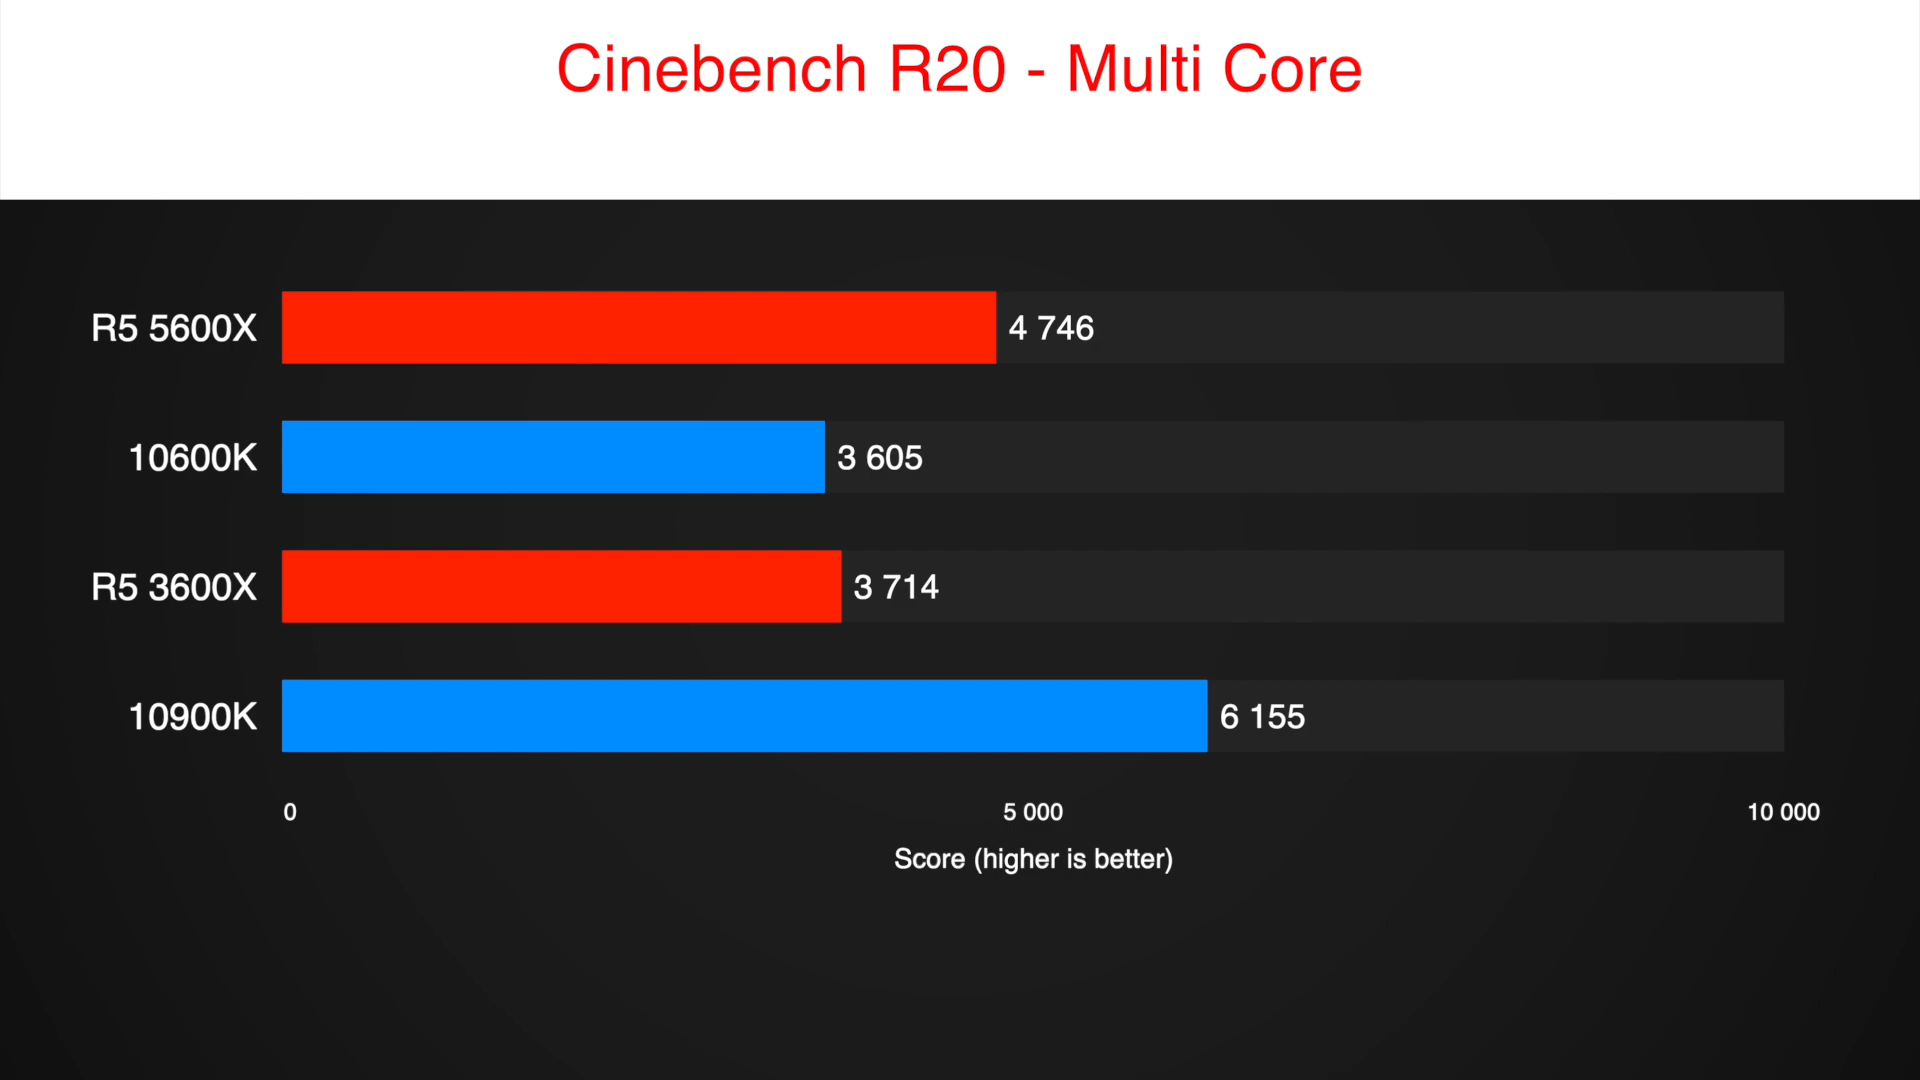 Cinebench R20 - Multi Core
R5 5600X 4 746
10600K 3 605
R5 3600X 3 714
10900K 6 155
0 5 000 10 000
Score (higher is better)